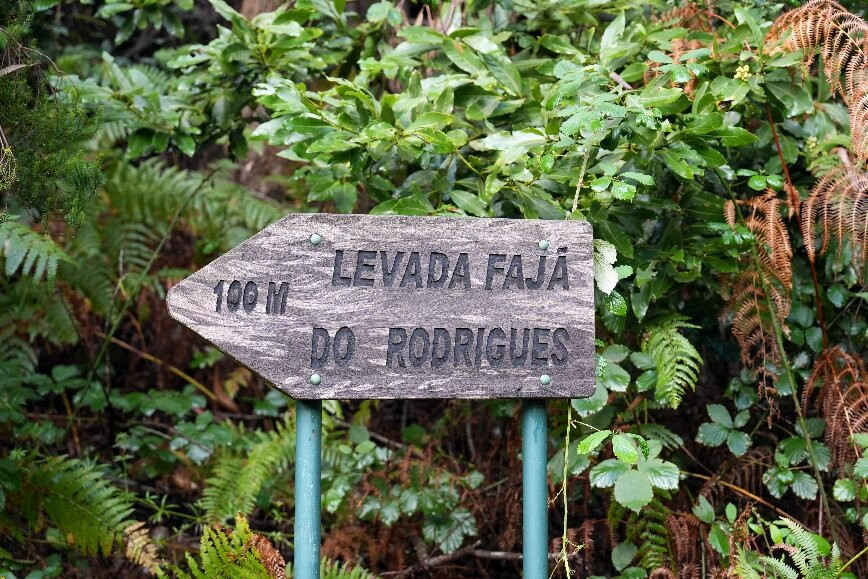 100 M
LEVADA FAJÃ
DO RODRIGUES